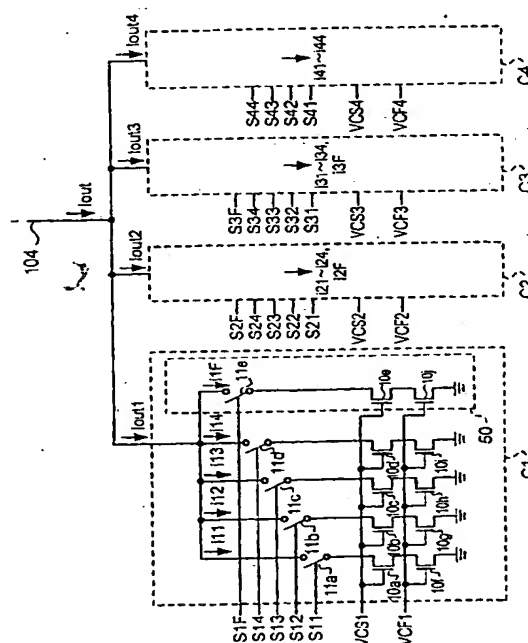 104
Iout
Iout1
Iout2
Iout3
Iout4
i11
i12
i13
i14
i1F
S1F
S14
S13
S12
S11
11a
11b
11c
11d
11e
VCS1
VCF1
10a
10b
10c
10d
10e
10f
10g
10h
10i
10j
50
C1
S2F
S24
S23
S22
S21
i21~i24,
i2F
VCS2
VCF2
C2
S3F
S34
S33
S32
S31
i31~i34,
i3F
VCS3
VCF3
C3
S44
S43
S42
S41
i41~i44
VCS4
VCF4
C4